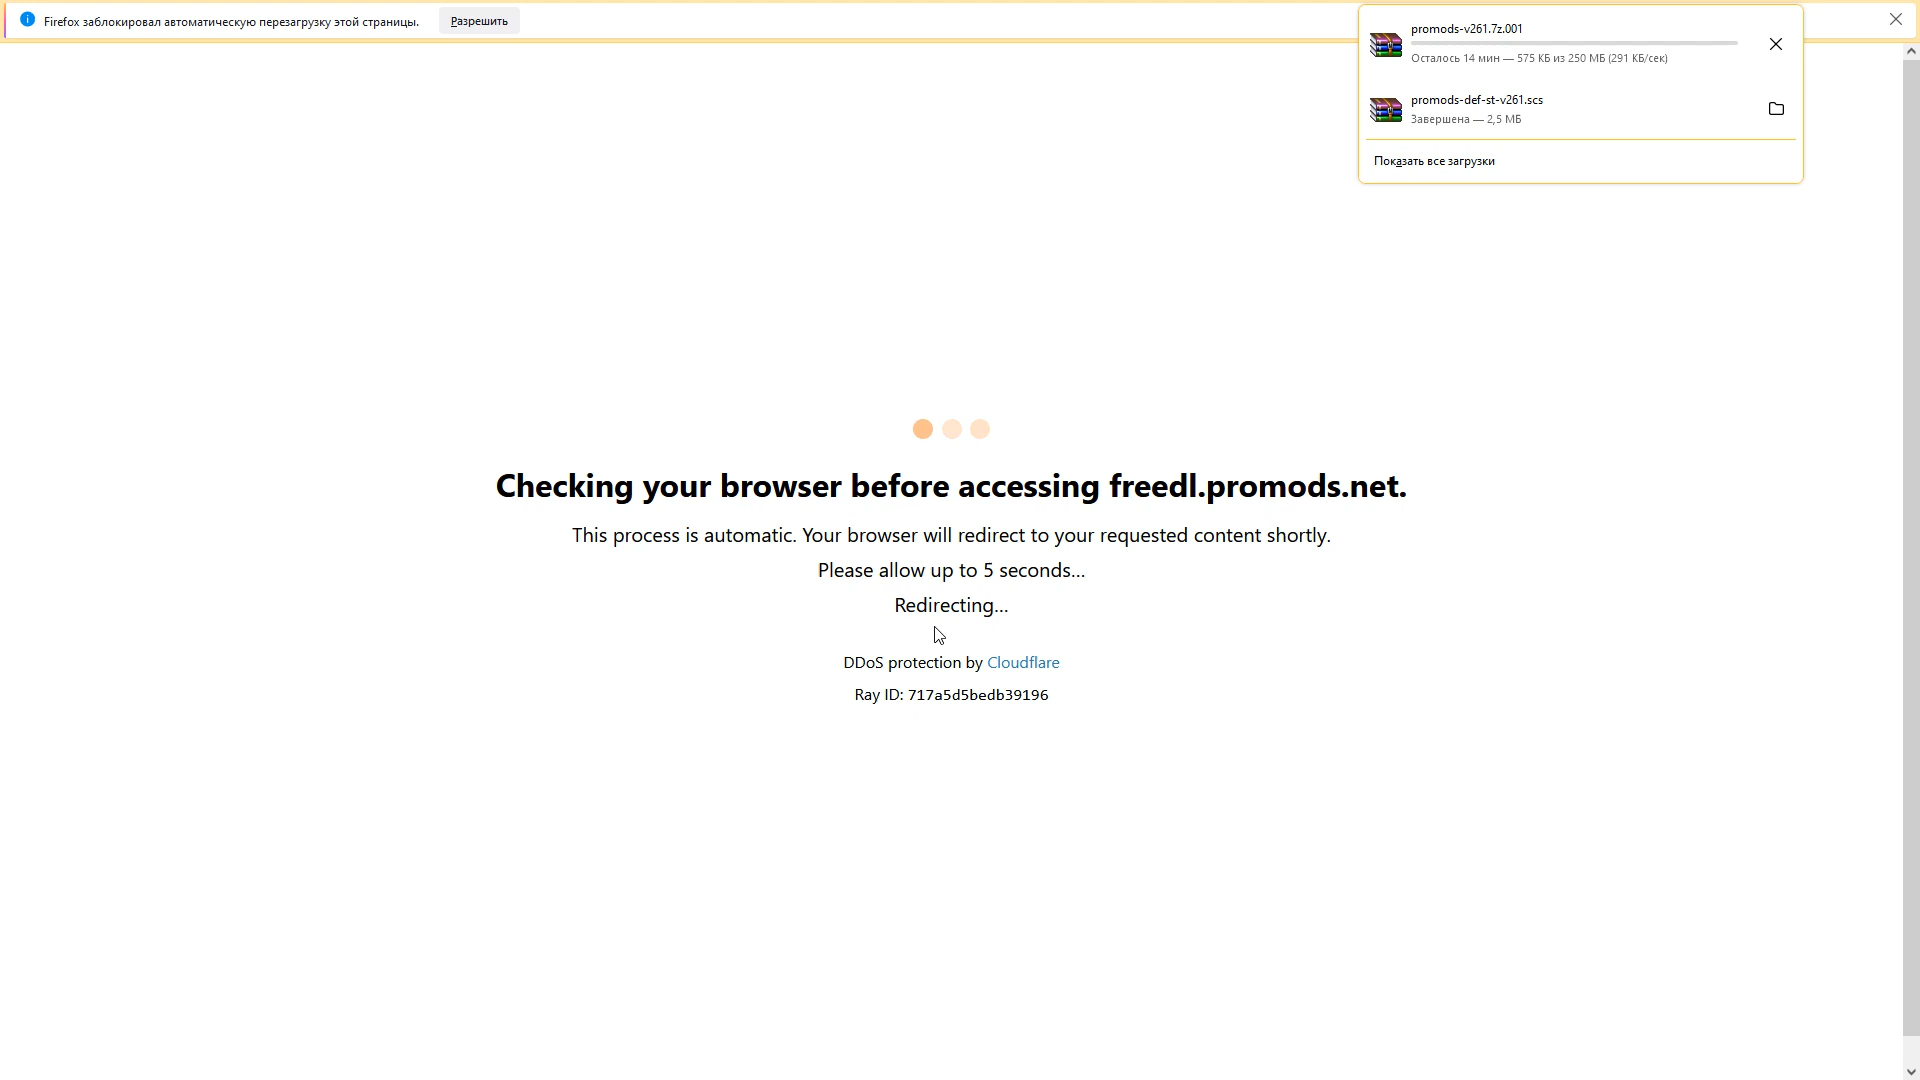 Firefox заблокировал автоматическую перезагрузку этой страницы.
Разрешить
promods-v261.7z.001
Осталось 14 мин — 575 КБ из 250 МБ (291 КБ/сек)
promods-def-st-v261.scs
Завершена — 2,5 МБ
Показать все загрузки
Checking your browser before accessing freedl.promods.net.
This process is automatic. Your browser will redirect to your requested content shortly.
Please allow up to 5 seconds...
Redirecting...
DDoS protection by Cloudflare
Ray ID: 717a5d5bedb39196